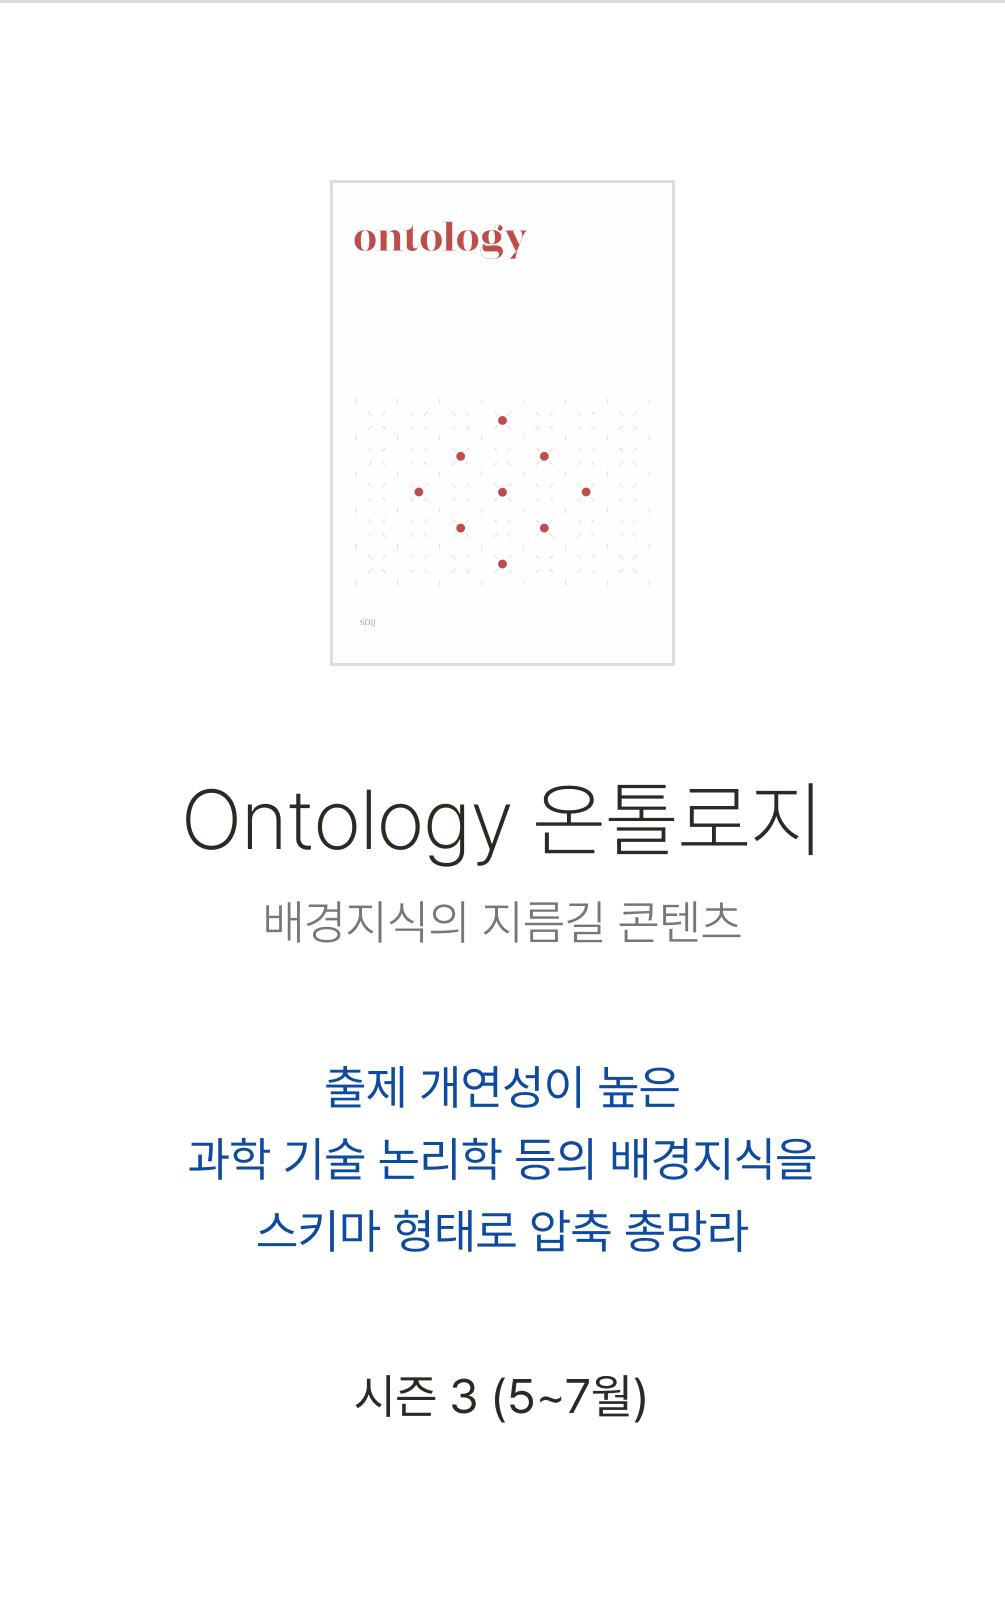 ontology
SDIJ
Ontology 온톨로지
배경지식의 지름길 콘텐츠
출제 개연성이 높은
과학 기술 논리학 등의 배경지식을
스키마 형태로 압축 총망라
시즌 3 (5~7월)